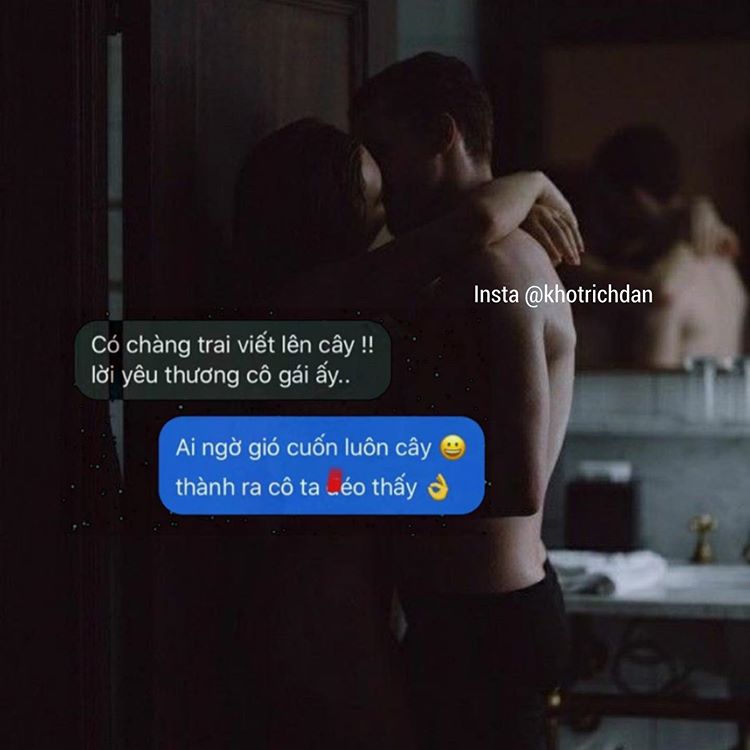 Insta @khotrichdan
Có chàng trai viết lên cây !!
lời yêu thương cô gái ấy..
Ai ngờ gió cuốn luôn cây 😀
thành ra cô ta éo thấy 👌